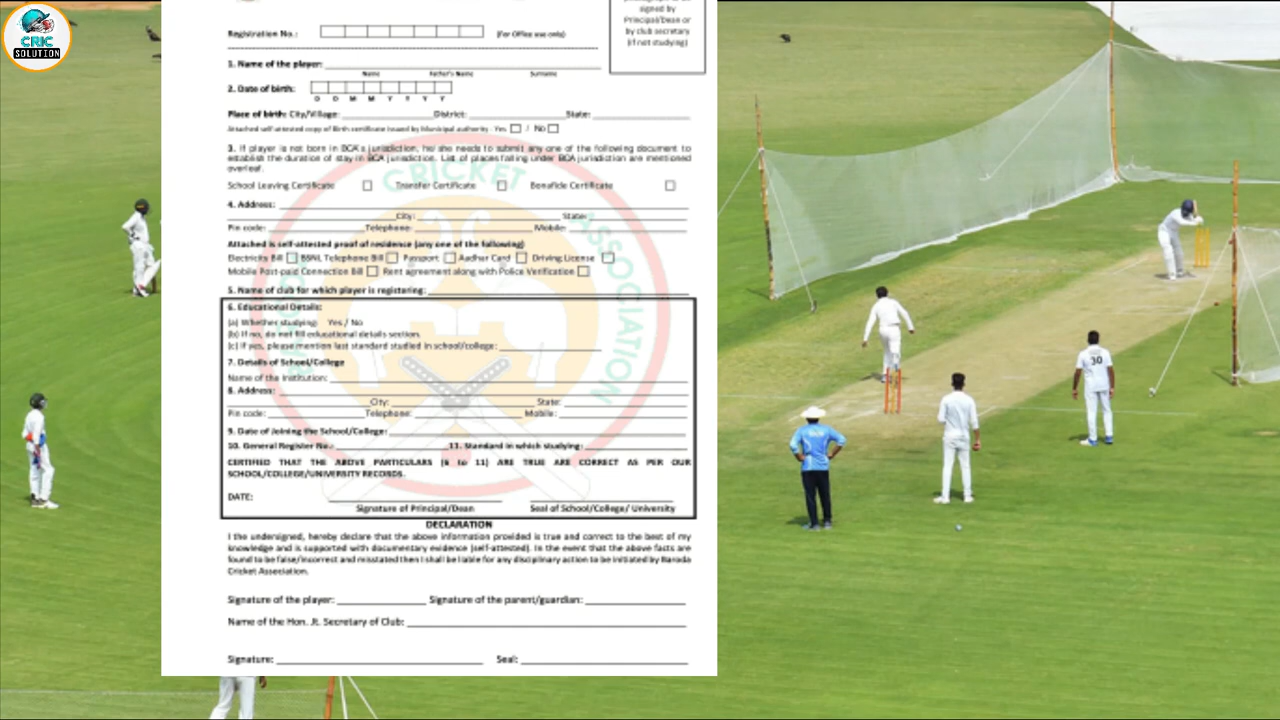 CRIC
SOLUTION
photograph to be
signed by
Principal/Dean or
by club secretary
(if not studying)
Registration No.: (For Office use only)
1. Name of the player:
Name Father's Name Surname
2. Date of birth:
D D M M Y Y Y Y
Place of birth: City/Village: District: State:
Attached self-attested copy of Birth certificate issued by Municipal authority - Yes / No
3. If player is not born in BCA's jurisdiction, he/ she needs to submit any one of the following document to
establish the duration of stay in BCA jurisdiction. List of places falling under BCA jurisdiction are mentioned
overleaf.
School Leaving Certificate Transfer Certificate Bonafide Certificate
4. Address:
City: State:
Pin code: Telephone: Mobile:
Attached is self-attested proof of residence (any one of the following)
Electricity Bill BSNL Telephone Bill Passport Aadhar Card Driving License
Mobile Post-paid Connection Bill Rent agreement along with Police Verification
5. Name of club for which player is registering:
6. Educational Details:
(a) Whether studying: Yes / No
(b) If no, do not fill educational details section.
(c) If yes, please mention last standard studied in school/college:
7. Details of School/College
Name of the Institution:
8. Address:
City: State:
Pin code: Telephone: Mobile:
9. Date of Joining the School/College:
10. General Register No.: 11. Standard in which studying:
CERTIFIED THAT THE ABOVE PARTICULARS (6 to 11) ARE TRUE ARE CORRECT AS PER OUR
SCHOOL/COLLEGE/UNIVERSITY RECORDS.
DATE:
Signature of Principal/Dean Seal of School/College/ University
DECLARATION
I the undersigned, hereby declare that the above information provided is true and correct to the best of my
knowledge and is supported with documentary evidence (self-attested). In the event that the above facts are
found to be false/incorrect and misstated then I shall be liable for any disciplinary action to be initiated by Baroda
Cricket Association.
Signature of the player: Signature of the parent/guardian:
Name of the Hon. Jt. Secretary of Club:
Signature: Seal:
CRICKET
ASSOCIATION
30